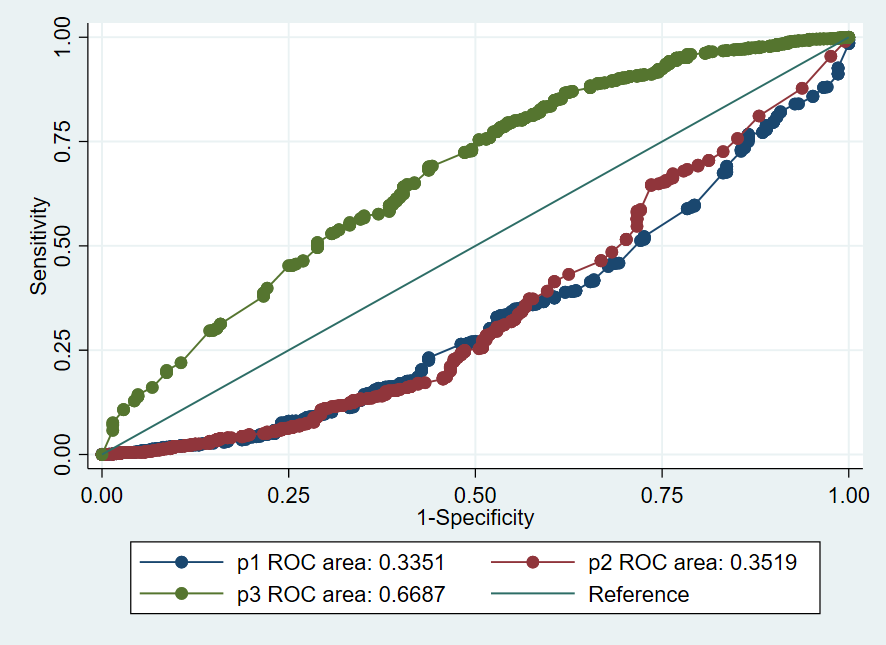 1.00
0.75
0.50
0.25
0.00
Sensitivity
0.00 0.25 0.50 0.75 1.00
1-Specificity
p1 ROC area: 0.3351 p2 ROC area: 0.3519
p3 ROC area: 0.6687 Reference